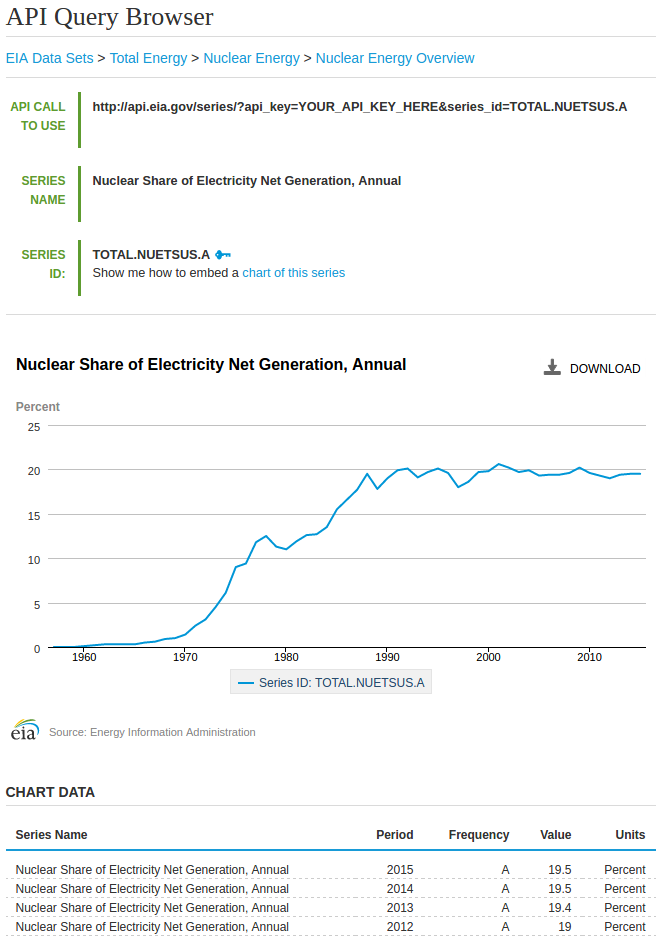 API Query Browser
EIA Data Sets > Total Energy > Nuclear Energy > Nuclear Energy Overview
API CALL TO USE
http://api.eia.gov/series/?api_key=YOUR_API_KEY_HERE&series_id=TOTAL.NUETSUS.A
SERIES NAME
Nuclear Share of Electricity Net Generation, Annual
SERIES ID:
TOTAL.NUETSUS.A
Show me how to embed a chart of this series
Nuclear Share of Electricity Net Generation, Annual
DOWNLOAD
Percent
25
20
15
10
5
0
1960 1970 1980 1990 2000 2010
Series ID: TOTAL.NUETSUS.A
eia Source: Energy Information Administration
CHART DATA
Series Name Period Frequency Value Units
Nuclear Share of Electricity Net Generation, Annual 2015 A 19.5 Percent
Nuclear Share of Electricity Net Generation, Annual 2014 A 19.5 Percent
Nuclear Share of Electricity Net Generation, Annual 2013 A 19.4 Percent
Nuclear Share of Electricity Net Generation, Annual 2012 A 19 Percent